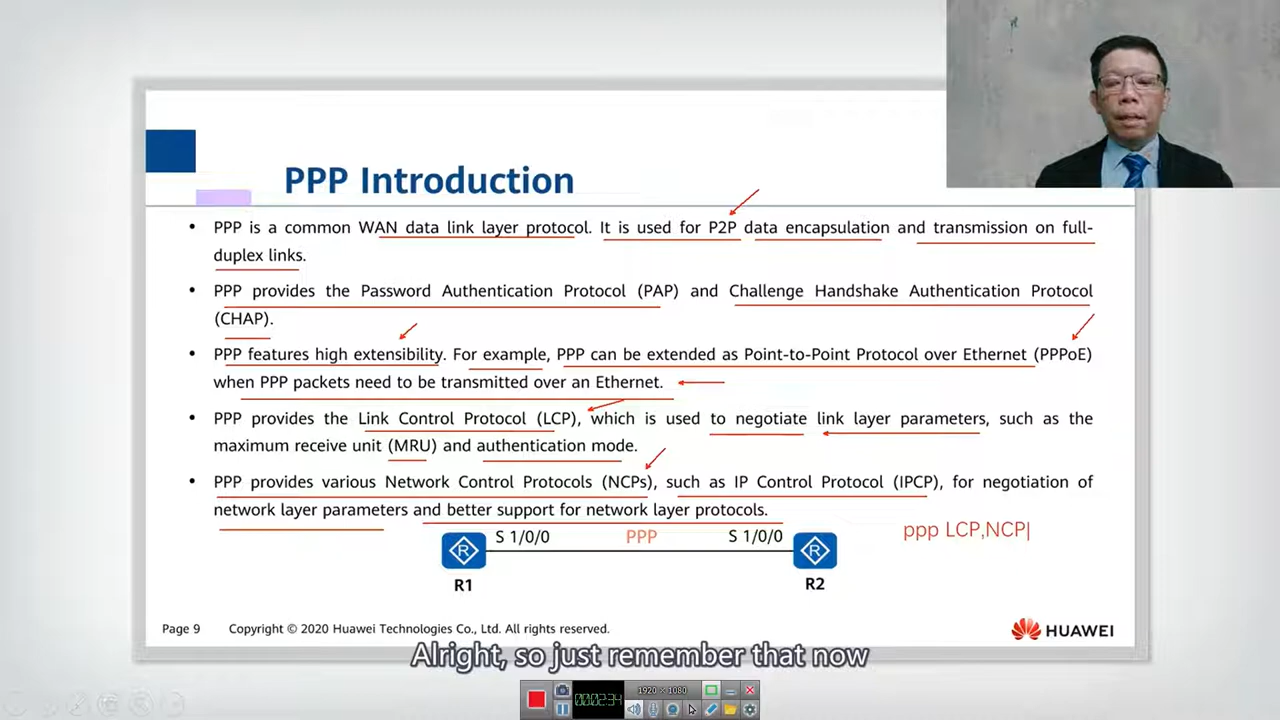 PPP Introduction
• PPP is a common WAN data link layer protocol. It is used for P2P data encapsulation and transmission on full-
duplex links.
• PPP provides the Password Authentication Protocol (PAP) and Challenge Handshake Authentication Protocol
(CHAP).
• PPP features high extensibility. For example, PPP can be extended as Point-to-Point Protocol over Ethernet (PPPoE)
when PPP packets need to be transmitted over an Ethernet.
• PPP provides the Link Control Protocol (LCP), which is used to negotiate link layer parameters, such as the
maximum receive unit (MRU) and authentication mode.
• PPP provides various Network Control Protocols (NCPs), such as IP Control Protocol (IPCP), for negotiation of
network layer parameters and better support for network layer protocols.
ppp LCP,NCP|
S 1/0/0 PPP S 1/0/0
R R
R1 R2
Page 9 Copyright © 2020 Huawei Technologies Co., Ltd. All rights reserved.
HUAWEI
Alright, so just remember that now
1920 × 1080
00:02:34